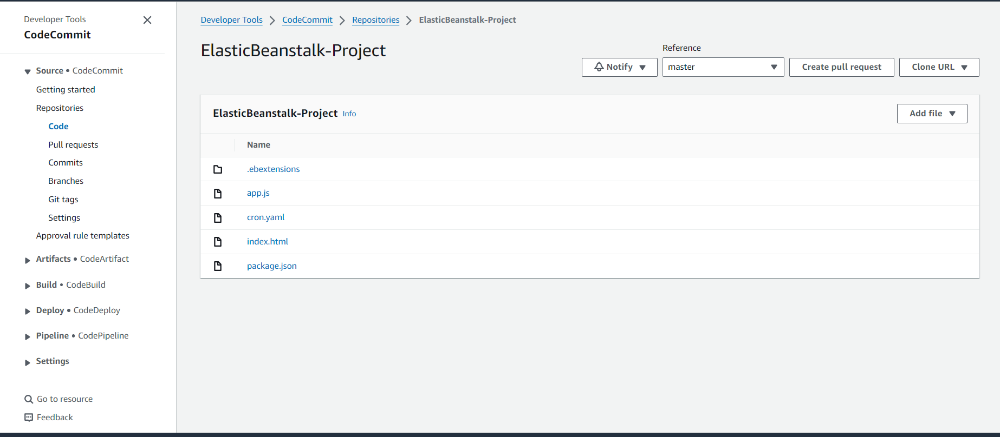 Developer Tools
CodeCommit
Source • CodeCommit
Getting started
Repositories
Code
Pull requests
Commits
Branches
Git tags
Settings
Approval rule templates
Artifacts • CodeArtifact
Build • CodeBuild
Deploy • CodeDeploy
Pipeline • CodePipeline
Settings
Go to resource
Feedback
Developer Tools > CodeCommit > Repositories > ElasticBeanstalk-Project
ElasticBeanstalk-Project
Reference
Notify master Create pull request Clone URL
ElasticBeanstalk-Project Info Add file
Name
.ebextensions
app.js
cron.yaml
index.html
package.json